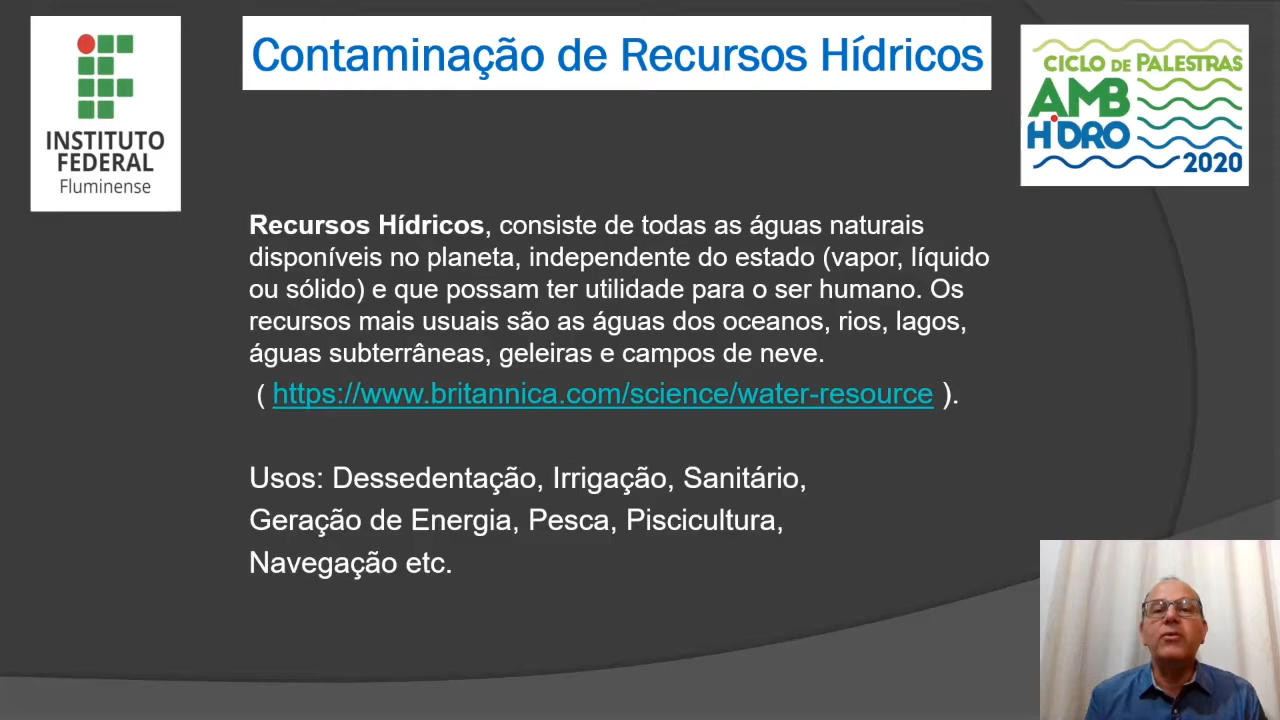 Contaminação de Recursos Hídricos
INSTITUTO
FEDERAL
Fluminense
CICLO DE PALESTRAS
AMB
HIDRO
2020
Recursos Hídricos, consiste de todas as águas naturais
disponíveis no planeta, independente do estado (vapor, líquido
ou sólido) e que possam ter utilidade para o ser humano. Os
recursos mais usuais são as águas dos oceanos, rios, lagos,
águas subterrâneas, geleiras e campos de neve.
( https://www.britannica.com/science/water-resource ).
Usos: Dessedentação, Irrigação, Sanitário,
Geração de Energia, Pesca, Piscicultura,
Navegação etc.